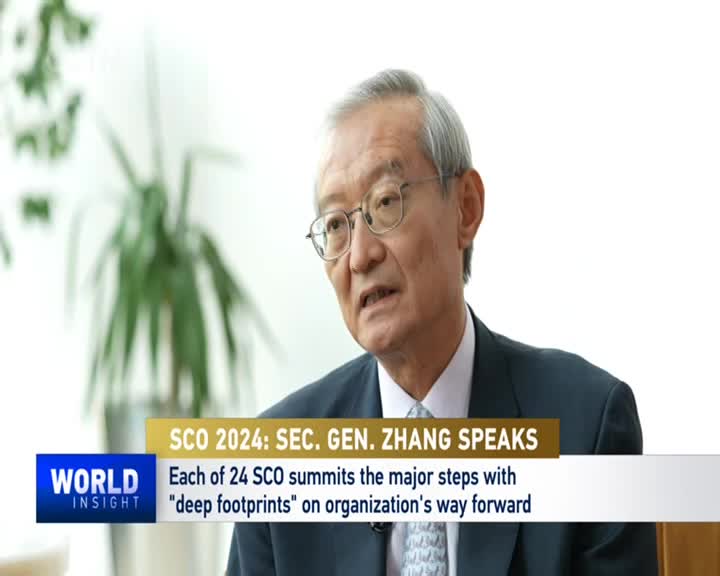 SCO 2024: SEC. GEN. ZHANG SPEAKS
WORLD
INSIGHT
Each of 24 SCO summits the major steps with
"deep footprints" on organization's way forward